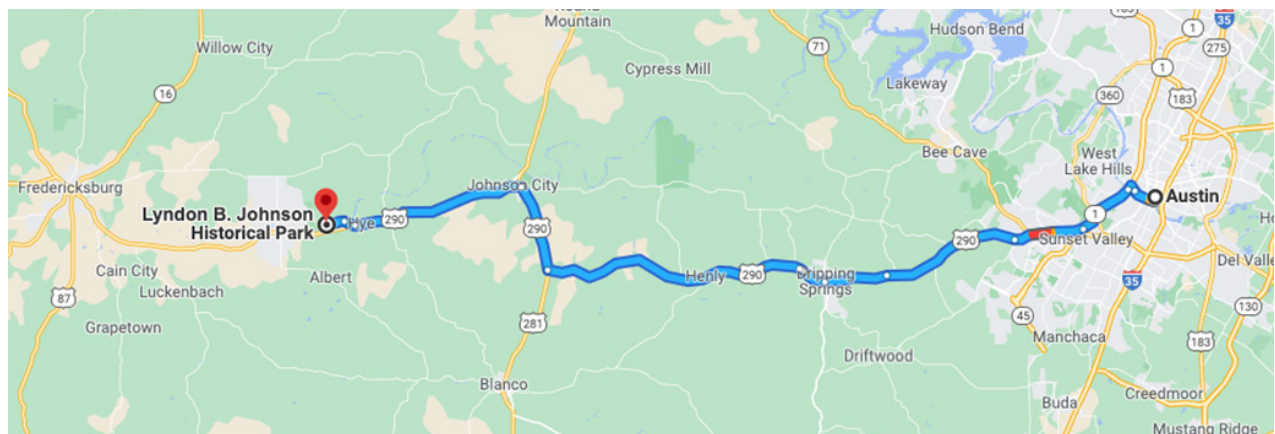 Round
Mountain
183
1
35
Hudson Bend
275
Willow City
71
1
Cypress Mill
Lakeway
16
360
183
Bee Cave
West
Lake Hills
Fredericksburg
Johnson City
Austin
Lyndon B. Johnson
Historical Park
Hye
290
290
1
290
Sunset Valley
Cain City
Albert
Henly
290
Dripping
Springs
35
Del Valle
Luckenbach
87
45
130
Grapetown
281
Manchaca
183
Driftwood
Blanco
Buda
Creedmoor
Mustang Ridge